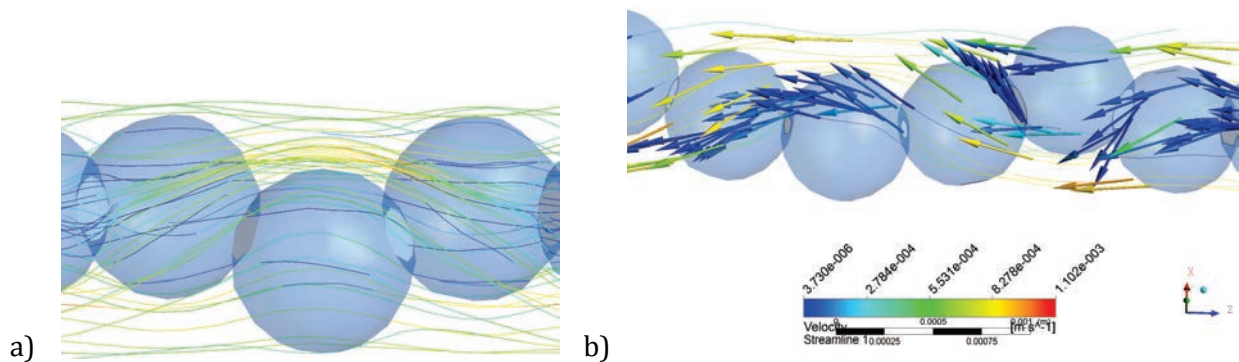 a)
b)
3.730e-006
2.784e-004
5.531e-004
8.278e-004
1.102e-003
0
0.0005
0.001 (m)
Velocity
[m s^-1]
Streamline 1
0.00025
0.00075
X
Z